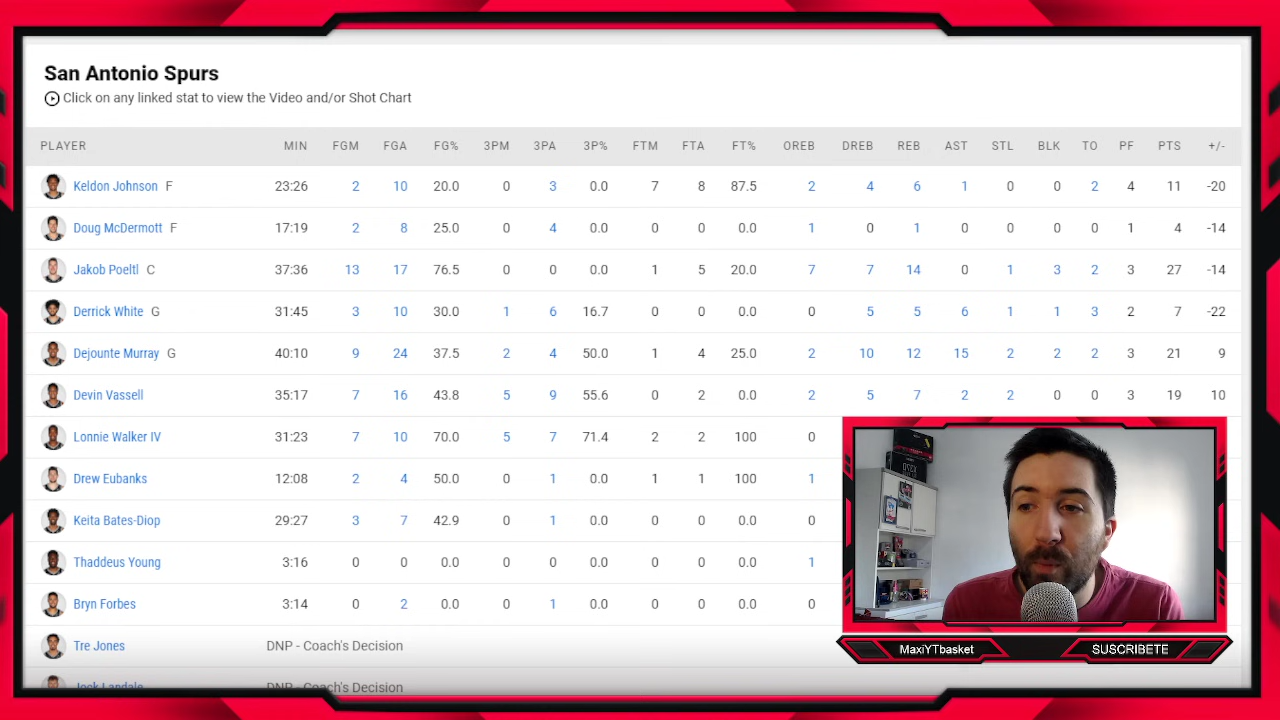 San Antonio Spurs
Click on any linked stat to view the Video and/or Shot Chart
PLAYER MIN FGM FGA FG% 3PM 3PA 3P% FTM FTA FT% OREB DREB REB AST STL BLK TO PF PTS +/-
Keldon Johnson F 23:26 2 10 20.0 0 3 0.0 7 8 87.5 2 4 6 1 0 0 2 4 11 -20
Doug McDermott F 17:19 2 8 25.0 0 4 0.0 0 0 0.0 1 0 1 0 0 0 0 1 4 -14
Jakob Poeltl C 37:36 13 17 76.5 0 0 0.0 1 5 20.0 7 7 14 0 1 3 2 3 27 -14
Derrick White G 31:45 3 10 30.0 1 6 16.7 0 0 0.0 0 5 5 6 1 1 3 2 7 -22
Dejounte Murray G 40:10 9 24 37.5 2 4 50.0 1 4 25.0 2 10 12 15 2 2 2 3 21 9
Devin Vassell 35:17 7 16 43.8 5 9 55.6 0 2 0.0 2 5 7 2 2 0 0 3 19 10
Lonnie Walker IV 31:23 7 10 70.0 5 7 71.4 2 2 100 0
Drew Eubanks 12:08 2 4 50.0 0 1 0.0 1 1 100 1
Keita Bates-Diop 29:27 3 7 42.9 0 1 0.0 0 0 0.0 0
Thaddeus Young 3:16 0 0 0.0 0 0 0.0 0 0 0.0 1
Bryn Forbes 3:14 0 2 0.0 0 1 0.0 0 0 0.0 0
Tre Jones DNP - Coach's Decision
Jock Landale DNP - Coach's Decision
MaxiYTbasket SUSCRIBETE